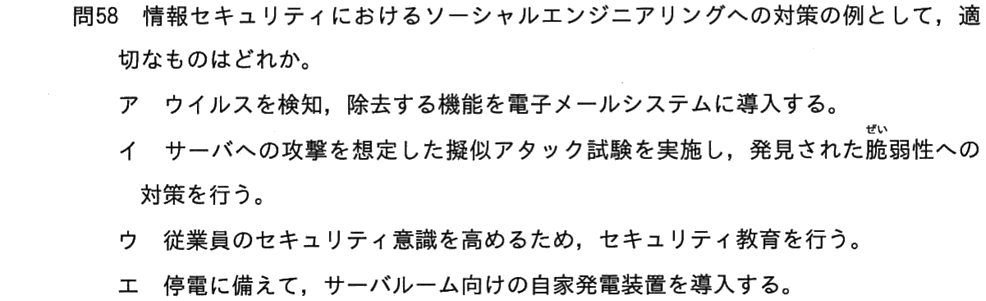 問58 情報セキュリティにおけるソーシャルエンジニアリングへの対策の例として，適
切なものはどれか。
ア ウイルスを検知，除去する機能を電子メールシステムに導入する。
ぜい
イ サーバへの攻撃を想定した擬似アタック試験を実施し，発見された脆弱性への
対策を行う。
ウ 従業員のセキュリティ意識を高めるため，セキュリティ教育を行う。
エ 停電に備えて，サーバルーム向けの自家発電装置を導入する。